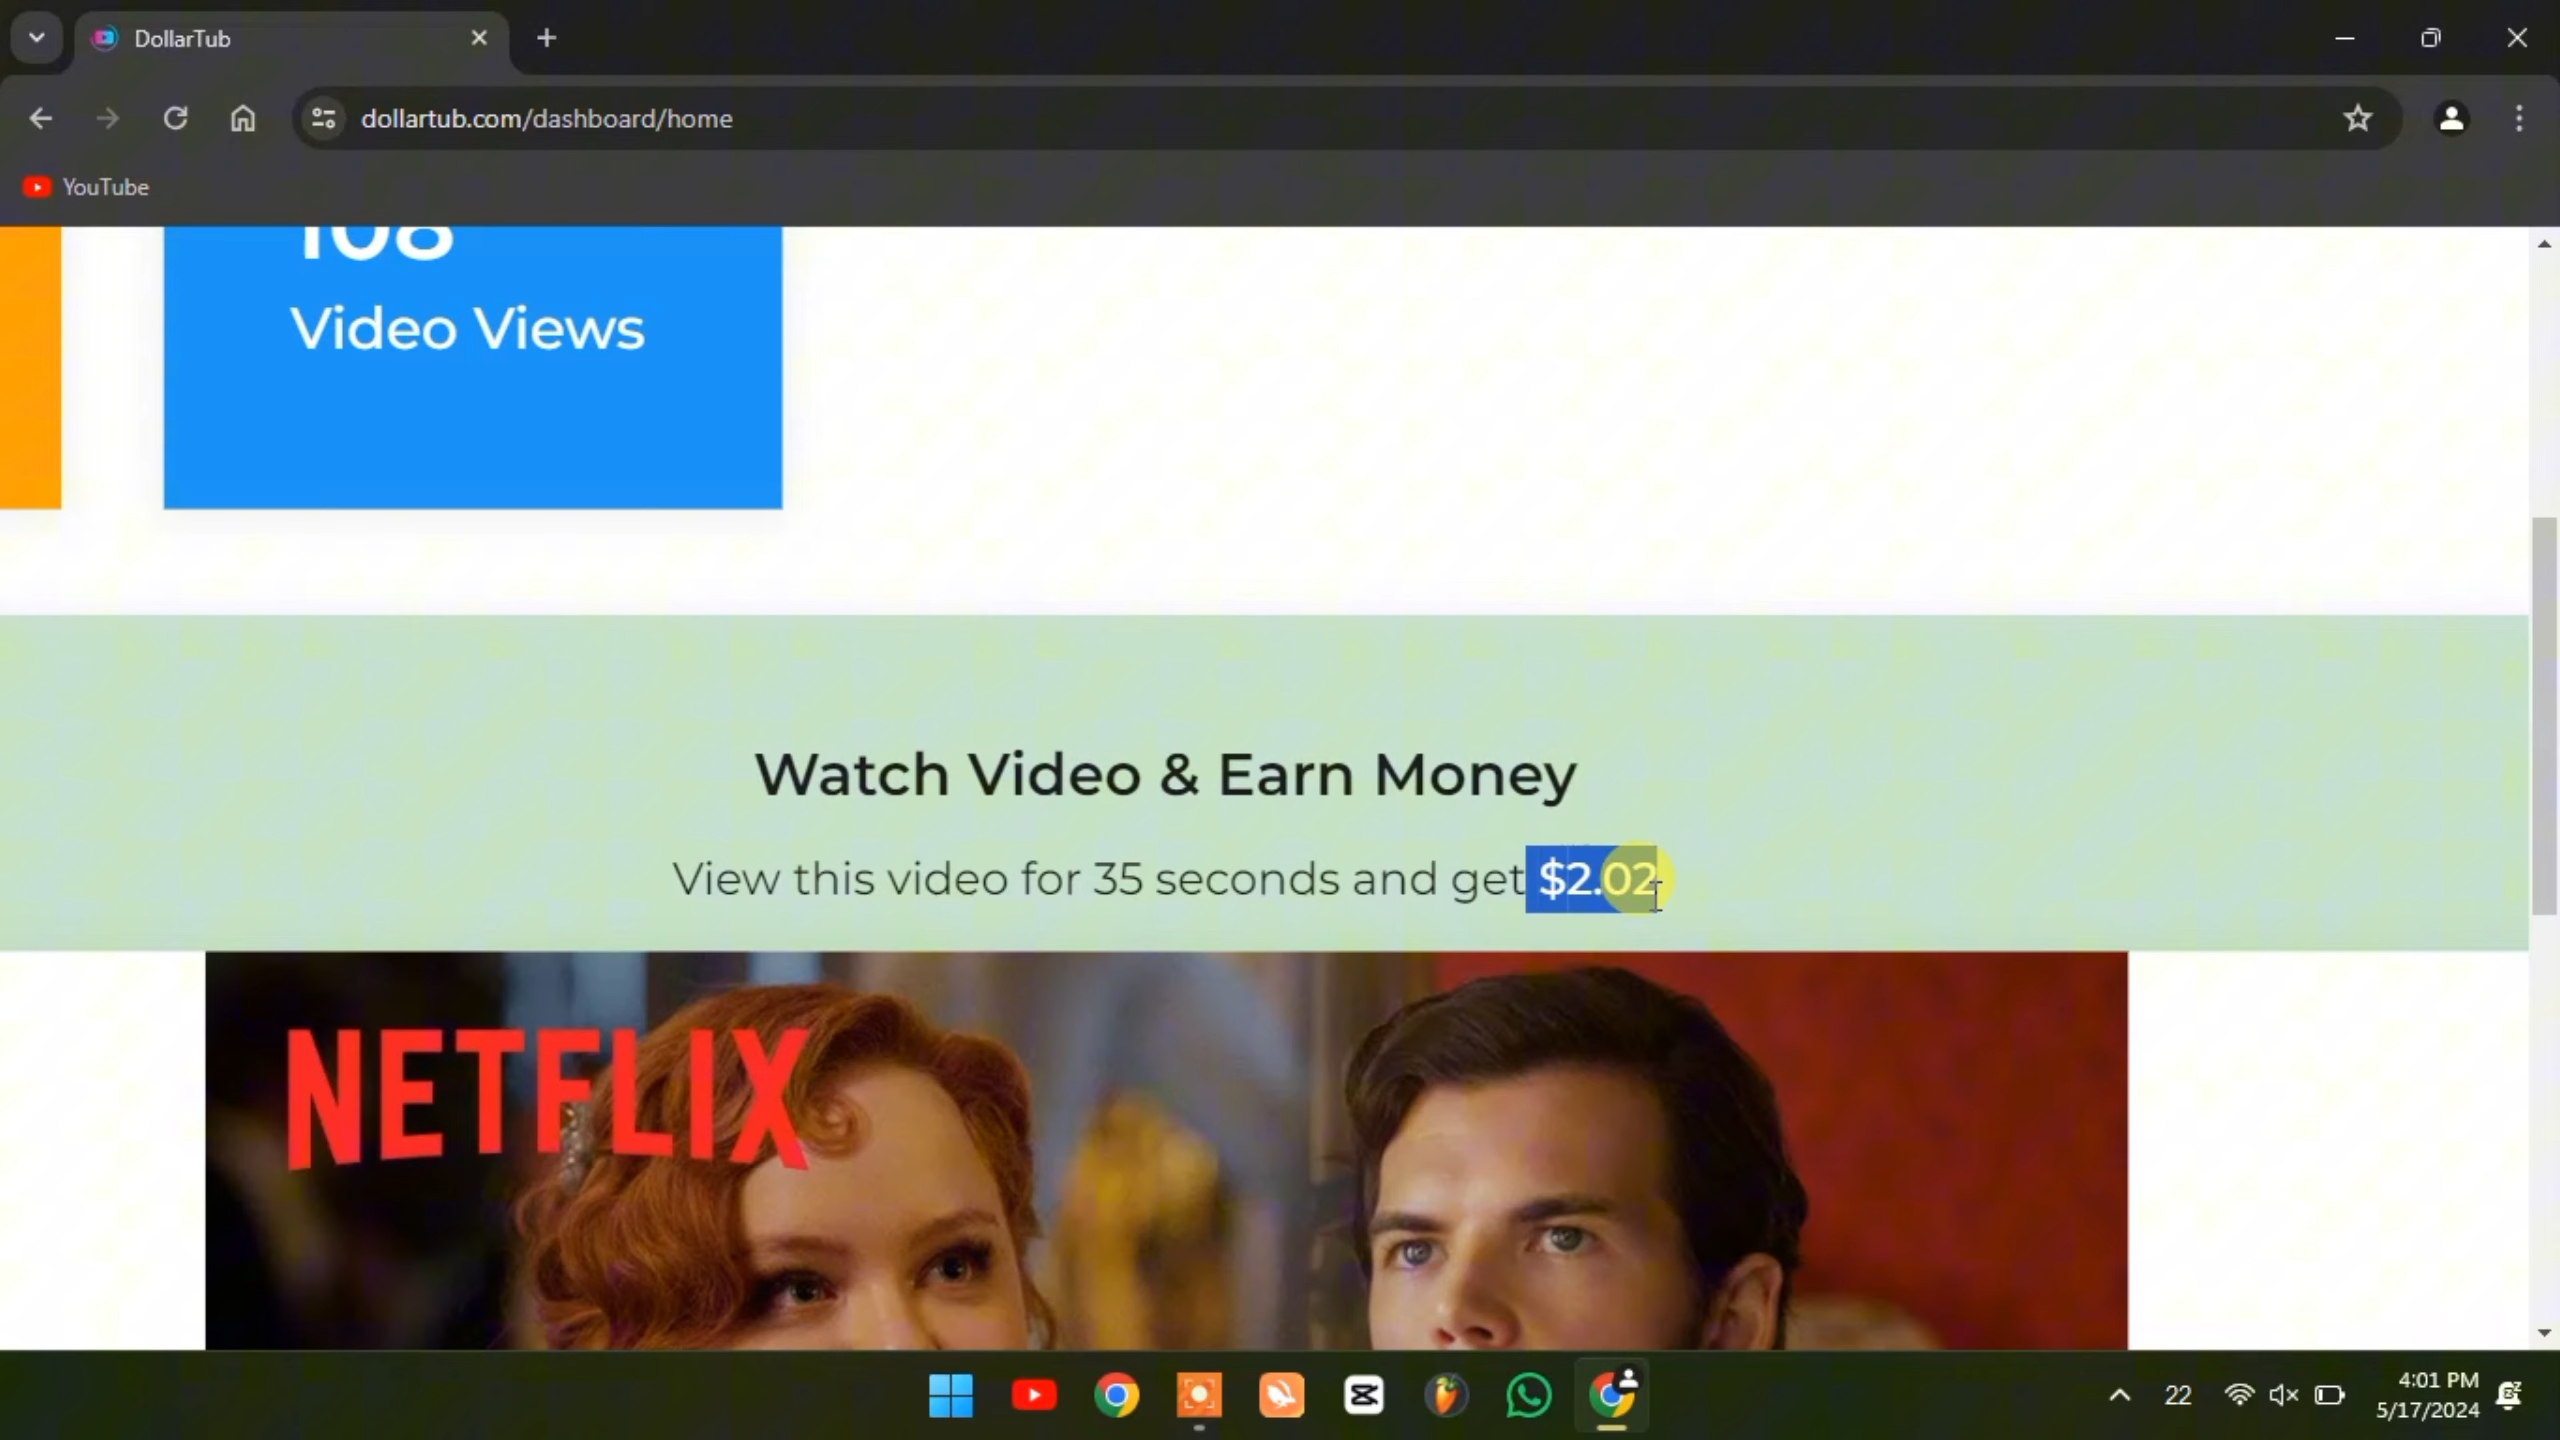 DollarTub
dollartub.com/dashboard/home
YouTube
108
Video Views
Watch Video & Earn Money
View this video for 35 seconds and get $2.02
NETFLIX
22
4:01 PM
5/17/2024